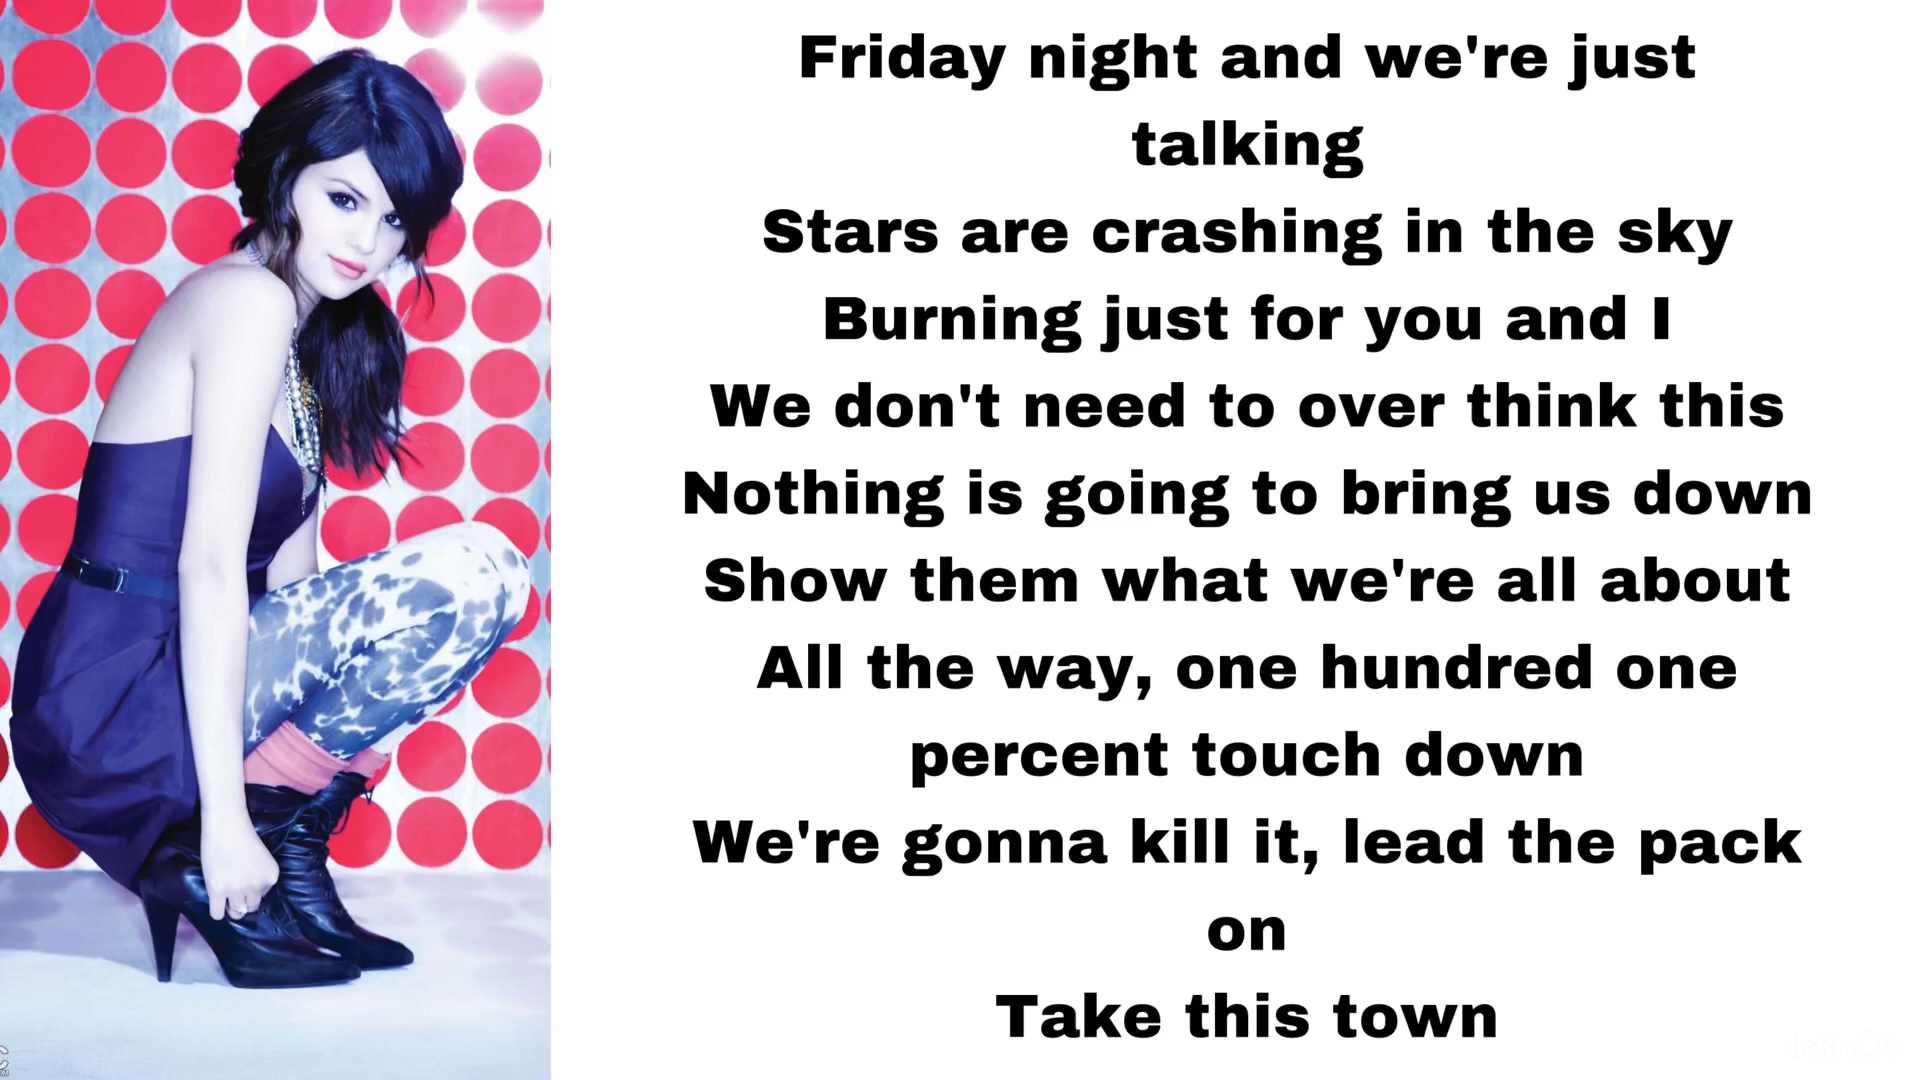 Friday night and we're just
talking
Stars are crashing in the sky
Burning just for you and I
We don't need to over think this
Nothing is going to bring us down
Show them what we're all about
All the way, one hundred one
percent touch down
We're gonna kill it, lead the pack
on
Take this town